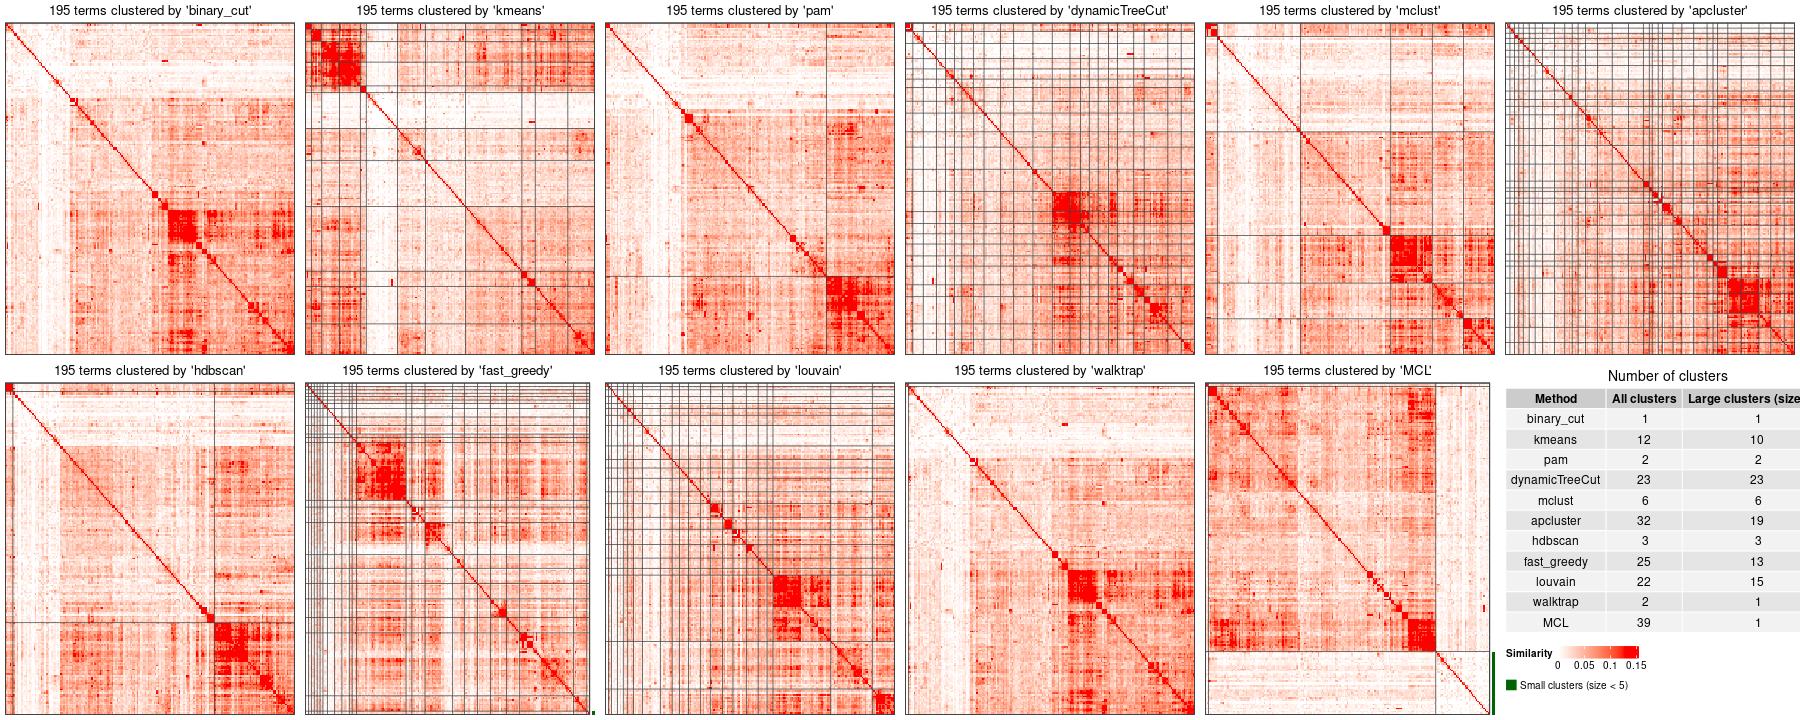 195 terms clustered by 'binary_cut'
195 terms clustered by 'kmeans'
195 terms clustered by 'pam'
195 terms clustered by 'dynamicTreeCut'
195 terms clustered by 'mclust'
195 terms clustered by 'apcluster'
195 terms clustered by 'hdbscan'
195 terms clustered by 'fast_greedy'
195 terms clustered by 'louvain'
195 terms clustered by 'walktrap'
195 terms clustered by 'MCL'
Number of clusters
Method All clusters Large clusters (size
binary_cut 1 1
kmeans 12 10
pam 2 2
dynamicTreeCut 23 23
mclust 6 6
apcluster 32 19
hdbscan 3 3
fast_greedy 25 13
louvain 22 15
walktrap 2 1
MCL 39 1
Similarity
0 0.05 0.1 0.15
Small clusters (size < 5)